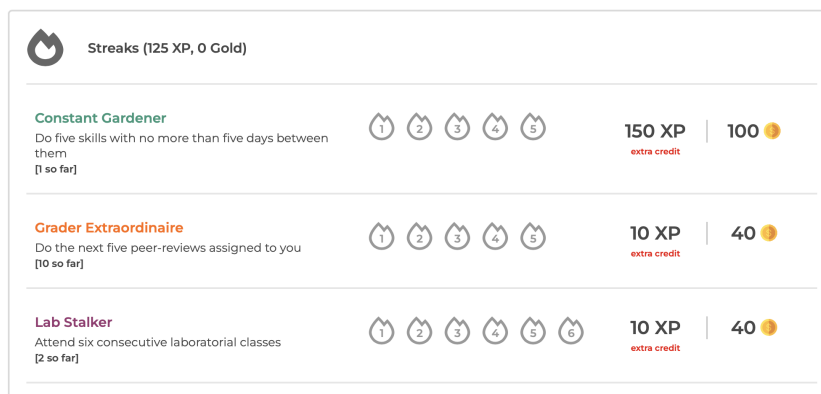 Streaks (125 XP, 0 Gold)
Constant Gardener
Do five skills with no more than five days between
them
[1 so far]
1 2 3 4 5
150 XP
extra credit
100
Grader Extraordinaire
Do the next five peer-reviews assigned to you
[10 so far]
1 2 3 4 5
10 XP
extra credit
40
Lab Stalker
Attend six consecutive laboratorial classes
[2 so far]
1 2 3 4 5 6
10 XP
extra credit
40